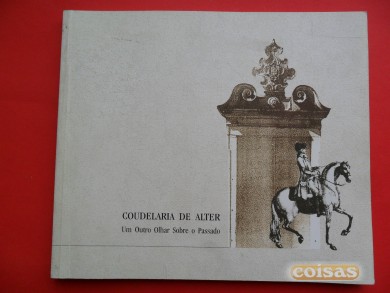 COUDELARIA DE ALTER
Um Outro Olhar Sobre o Passado
coisas